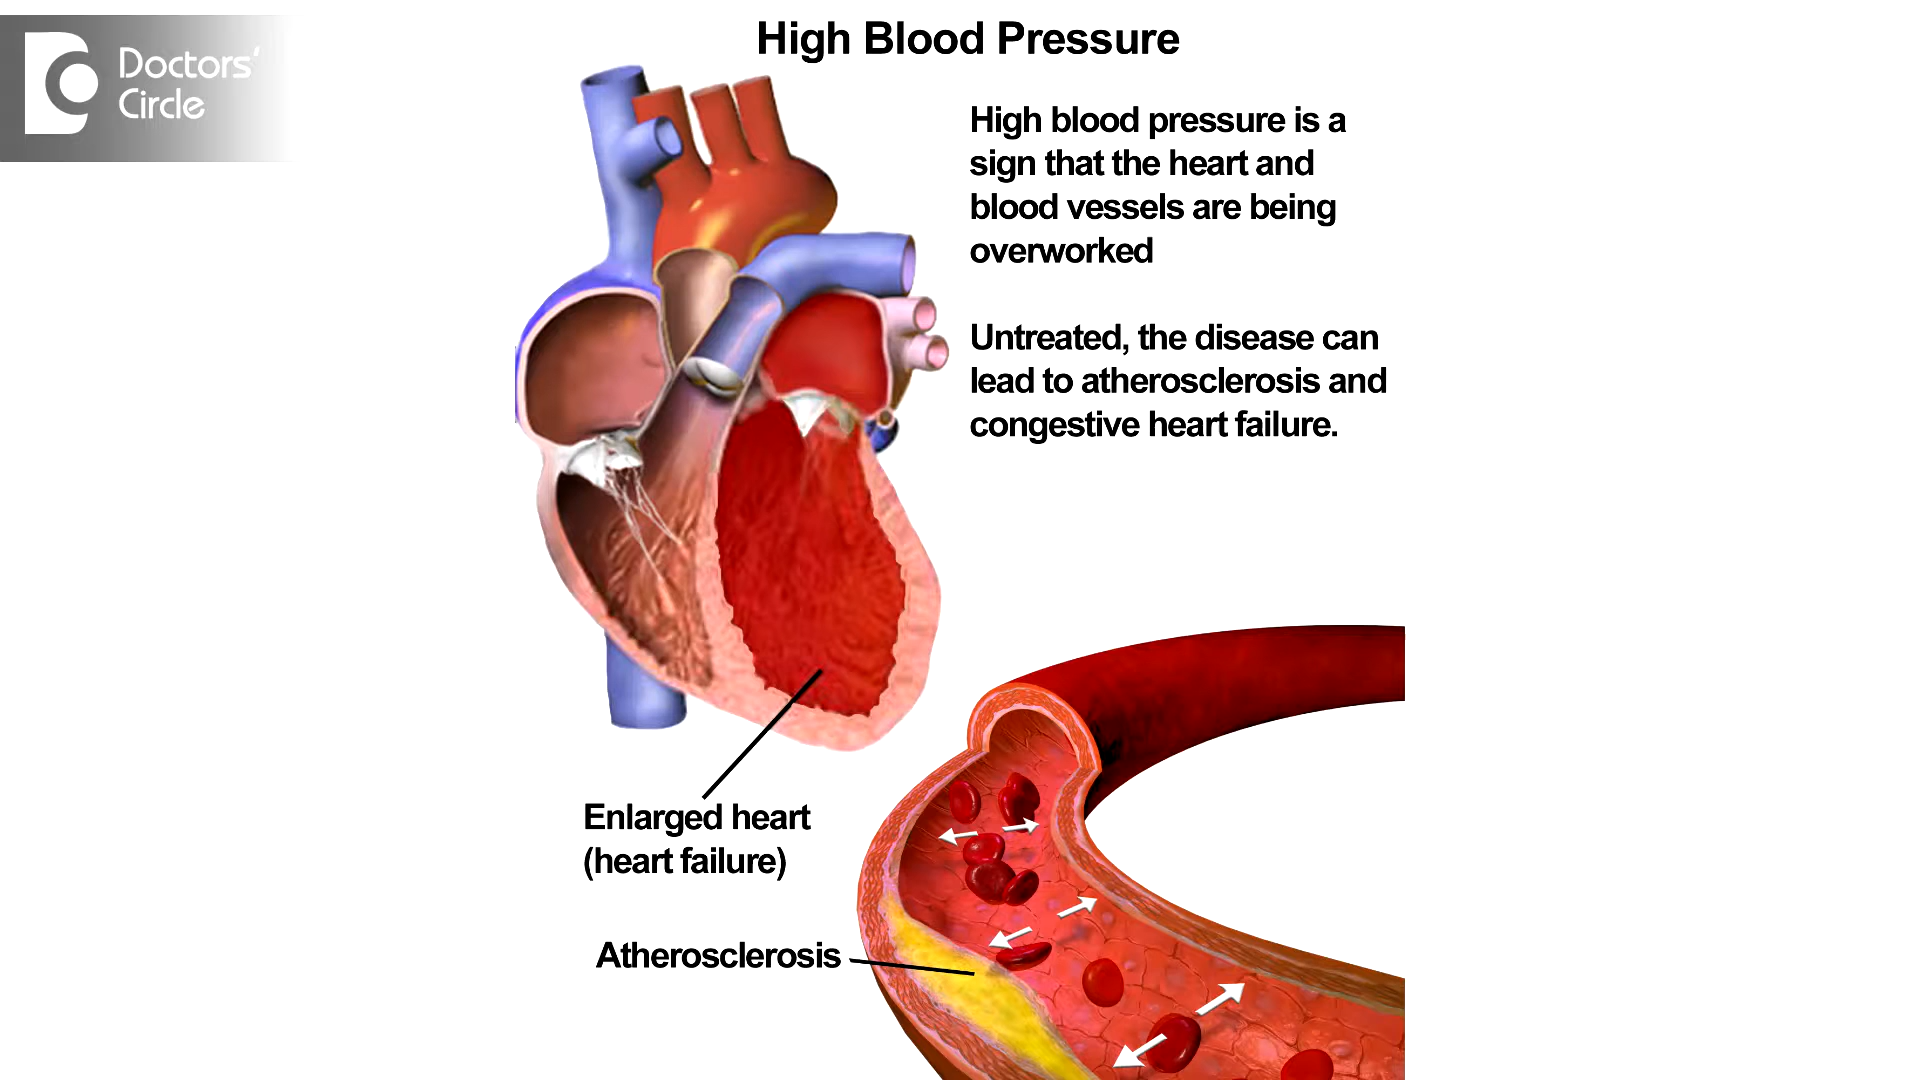 Doctors'
Circle
High Blood Pressure
High blood pressure is a
sign that the heart and
blood vessels are being
overworked
Untreated, the disease can
lead to atherosclerosis and
congestive heart failure.
Enlarged heart
(heart failure)
Atherosclerosis